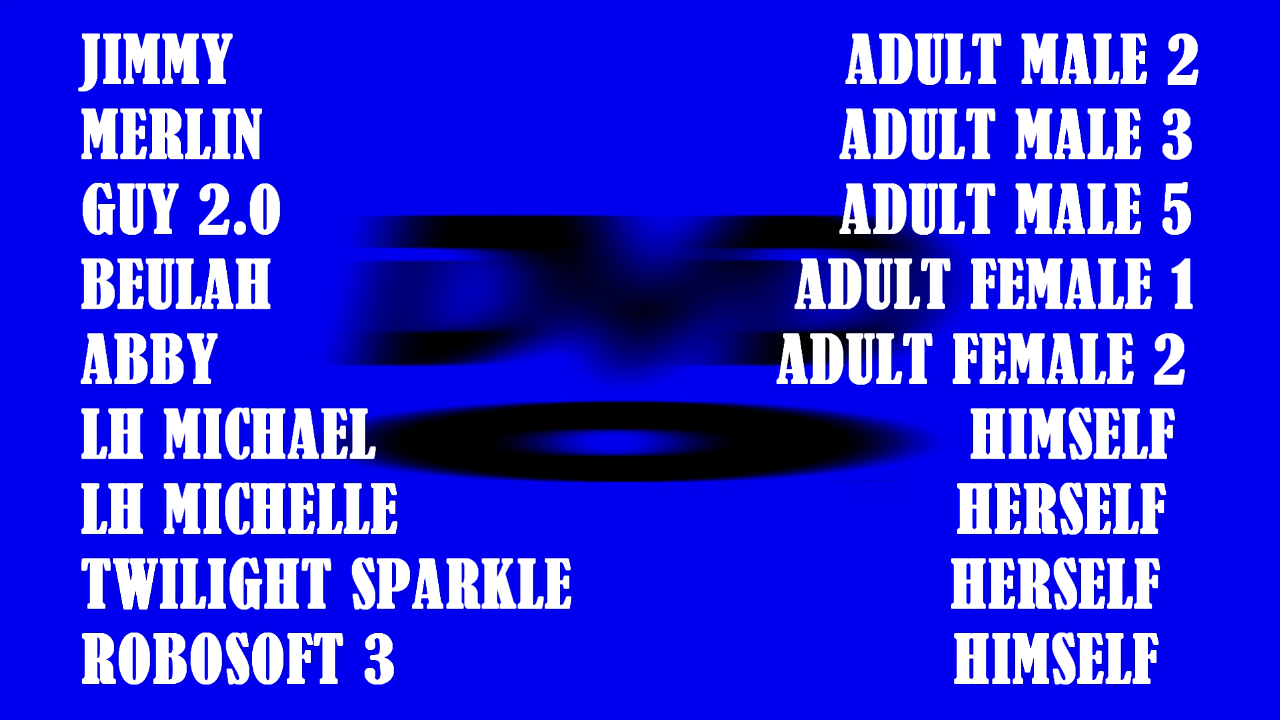 JIMMY ADULT MALE 2
MERLIN ADULT MALE 3
GUY 2.0 ADULT MALE 5
BEULAH ADULT FEMALE 1
ABBY ADULT FEMALE 2
LH MICHAEL HIMSELF
LH MICHELLE HERSELF
TWILIGHT SPARKLE HERSELF
ROBOSOFT 3 HIMSELF